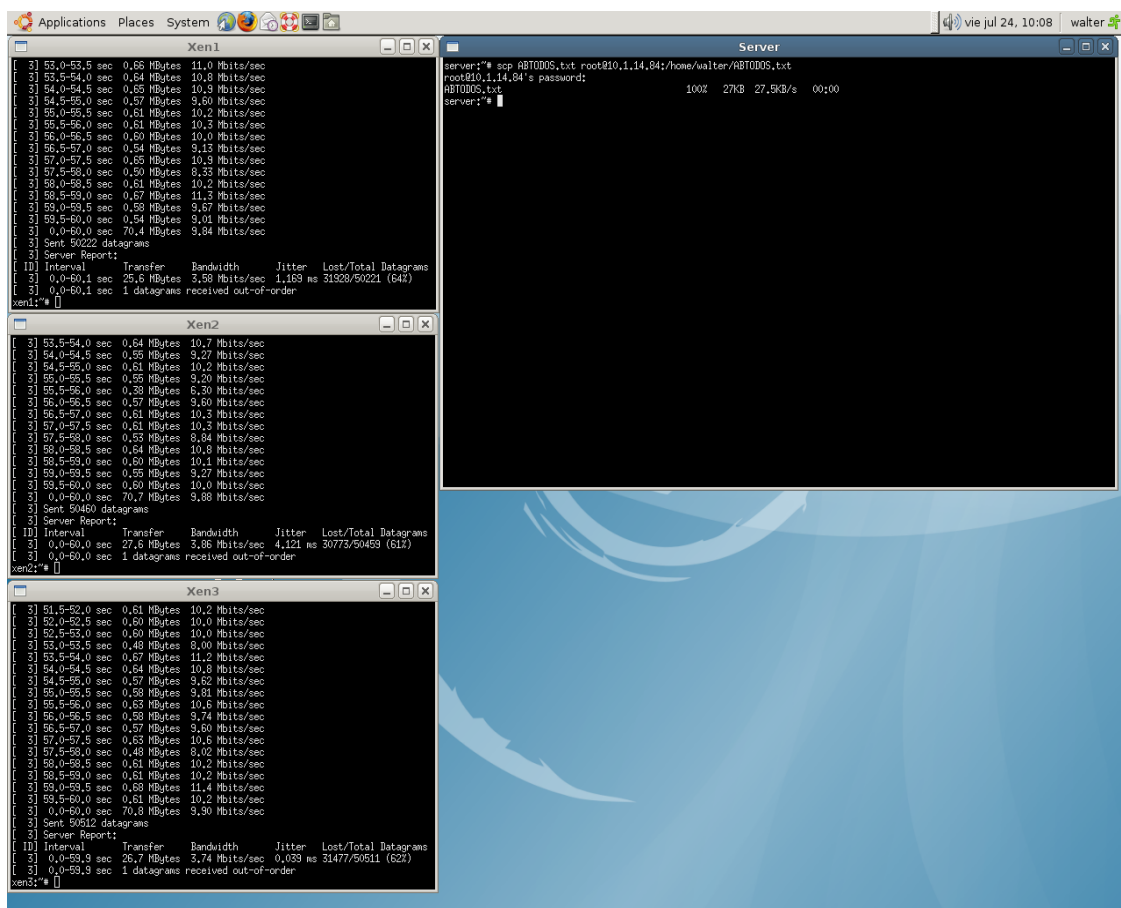 Applications Places System
vie jul 24, 10:08 walter
Xen1
[ 3] 53.0-53.5 sec 0.66 MBytes 11.0 Mbits/sec
[ 3] 53.5-54.0 sec 0.64 MBytes 10.8 Mbits/sec
[ 3] 54.0-54.5 sec 0.65 MBytes 10.9 Mbits/sec
[ 3] 54.5-55.0 sec 0.57 MBytes 9.60 Mbits/sec
[ 3] 55.0-55.5 sec 0.61 MBytes 10.2 Mbits/sec
[ 3] 55.5-56.0 sec 0.61 MBytes 10.3 Mbits/sec
[ 3] 56.0-56.5 sec 0.60 MBytes 10.0 Mbits/sec
[ 3] 56.5-57.0 sec 0.54 MBytes 9.13 Mbits/sec
[ 3] 57.0-57.5 sec 0.65 MBytes 10.9 Mbits/sec
[ 3] 57.5-58.0 sec 0.50 MBytes 8.33 Mbits/sec
[ 3] 58.0-58.5 sec 0.61 MBytes 10.2 Mbits/sec
[ 3] 58.5-59.0 sec 0.67 MBytes 11.3 Mbits/sec
[ 3] 59.0-59.5 sec 0.58 MBytes 9.67 Mbits/sec
[ 3] 59.5-60.0 sec 0.54 MBytes 9.01 Mbits/sec
[ 3] 0.0-60.0 sec 70.4 MBytes 9.84 Mbits/sec
[ 3] Sent 50222 datagrams
[ 3] Server Report:
[ ID] Interval Transfer Bandwidth Jitter Lost/Total Datagrams
[ 3] 0.0-60.1 sec 25.6 MBytes 3.58 Mbits/sec 1.169 ms 31928/50221 (64%)
[ 3] 0.0-60.1 sec 1 datagrams received out-of-order
xen1:~#
Xen2
[ 3] 53.5-54.0 sec 0.64 MBytes 10.7 Mbits/sec
[ 3] 54.0-54.5 sec 0.55 MBytes 9.27 Mbits/sec
[ 3] 54.5-55.0 sec 0.61 MBytes 10.2 Mbits/sec
[ 3] 55.0-55.5 sec 0.55 MBytes 9.20 Mbits/sec
[ 3] 55.5-56.0 sec 0.38 MBytes 6.30 Mbits/sec
[ 3] 56.0-56.5 sec 0.57 MBytes 9.60 Mbits/sec
[ 3] 56.5-57.0 sec 0.61 MBytes 10.3 Mbits/sec
[ 3] 57.0-57.5 sec 0.61 MBytes 10.3 Mbits/sec
[ 3] 57.5-58.0 sec 0.53 MBytes 8.84 Mbits/sec
[ 3] 58.0-58.5 sec 0.64 MBytes 10.8 Mbits/sec
[ 3] 58.5-59.0 sec 0.60 MBytes 10.1 Mbits/sec
[ 3] 59.0-59.5 sec 0.55 MBytes 9.27 Mbits/sec
[ 3] 59.5-60.0 sec 0.60 MBytes 10.0 Mbits/sec
[ 3] 0.0-60.0 sec 70.7 MBytes 9.88 Mbits/sec
[ 3] Sent 50460 datagrams
[ 3] Server Report:
[ ID] Interval Transfer Bandwidth Jitter Lost/Total Datagrams
[ 3] 0.0-60.0 sec 27.6 MBytes 3.86 Mbits/sec 4.121 ms 30773/50459 (61%)
[ 3] 0.0-60.0 sec 1 datagrams received out-of-order
xen2:~#
Xen3
[ 3] 51.5-52.0 sec 0.61 MBytes 10.2 Mbits/sec
[ 3] 52.0-52.5 sec 0.60 MBytes 10.0 Mbits/sec
[ 3] 52.5-53.0 sec 0.60 MBytes 10.0 Mbits/sec
[ 3] 53.0-53.5 sec 0.48 MBytes 8.00 Mbits/sec
[ 3] 53.5-54.0 sec 0.67 MBytes 11.2 Mbits/sec
[ 3] 54.0-54.5 sec 0.64 MBytes 10.8 Mbits/sec
[ 3] 54.5-55.0 sec 0.57 MBytes 9.62 Mbits/sec
[ 3] 55.0-55.5 sec 0.58 MBytes 9.81 Mbits/sec
[ 3] 55.5-56.0 sec 0.63 MBytes 10.6 Mbits/sec
[ 3] 56.0-56.5 sec 0.58 MBytes 9.74 Mbits/sec
[ 3] 56.5-57.0 sec 0.57 MBytes 9.60 Mbits/sec
[ 3] 57.0-57.5 sec 0.63 MBytes 10.6 Mbits/sec
[ 3] 57.5-58.0 sec 0.48 MBytes 8.02 Mbits/sec
[ 3] 58.0-58.5 sec 0.61 MBytes 10.2 Mbits/sec
[ 3] 58.5-59.0 sec 0.61 MBytes 10.2 Mbits/sec
[ 3] 59.0-59.5 sec 0.68 MBytes 11.4 Mbits/sec
[ 3] 59.5-60.0 sec 0.61 MBytes 10.2 Mbits/sec
[ 3] 0.0-60.0 sec 70.8 MBytes 9.90 Mbits/sec
[ 3] Sent 50512 datagrams
[ 3] Server Report:
[ ID] Interval Transfer Bandwidth Jitter Lost/Total Datagrams
[ 3] 0.0-59.9 sec 26.7 MBytes 3.74 Mbits/sec 0.039 ms 31477/50511 (62%)
[ 3] 0.0-59.9 sec 1 datagrams received out-of-order
xen3:~#
Server
server:~# scp ABTODOS.txt root@10.1.14.84:/home/walter/ABTODOS.txt
root@10.1.14.84's password:
ABTODOS.txt 100% 27KB 27.5KB/s 00:00
server:~#